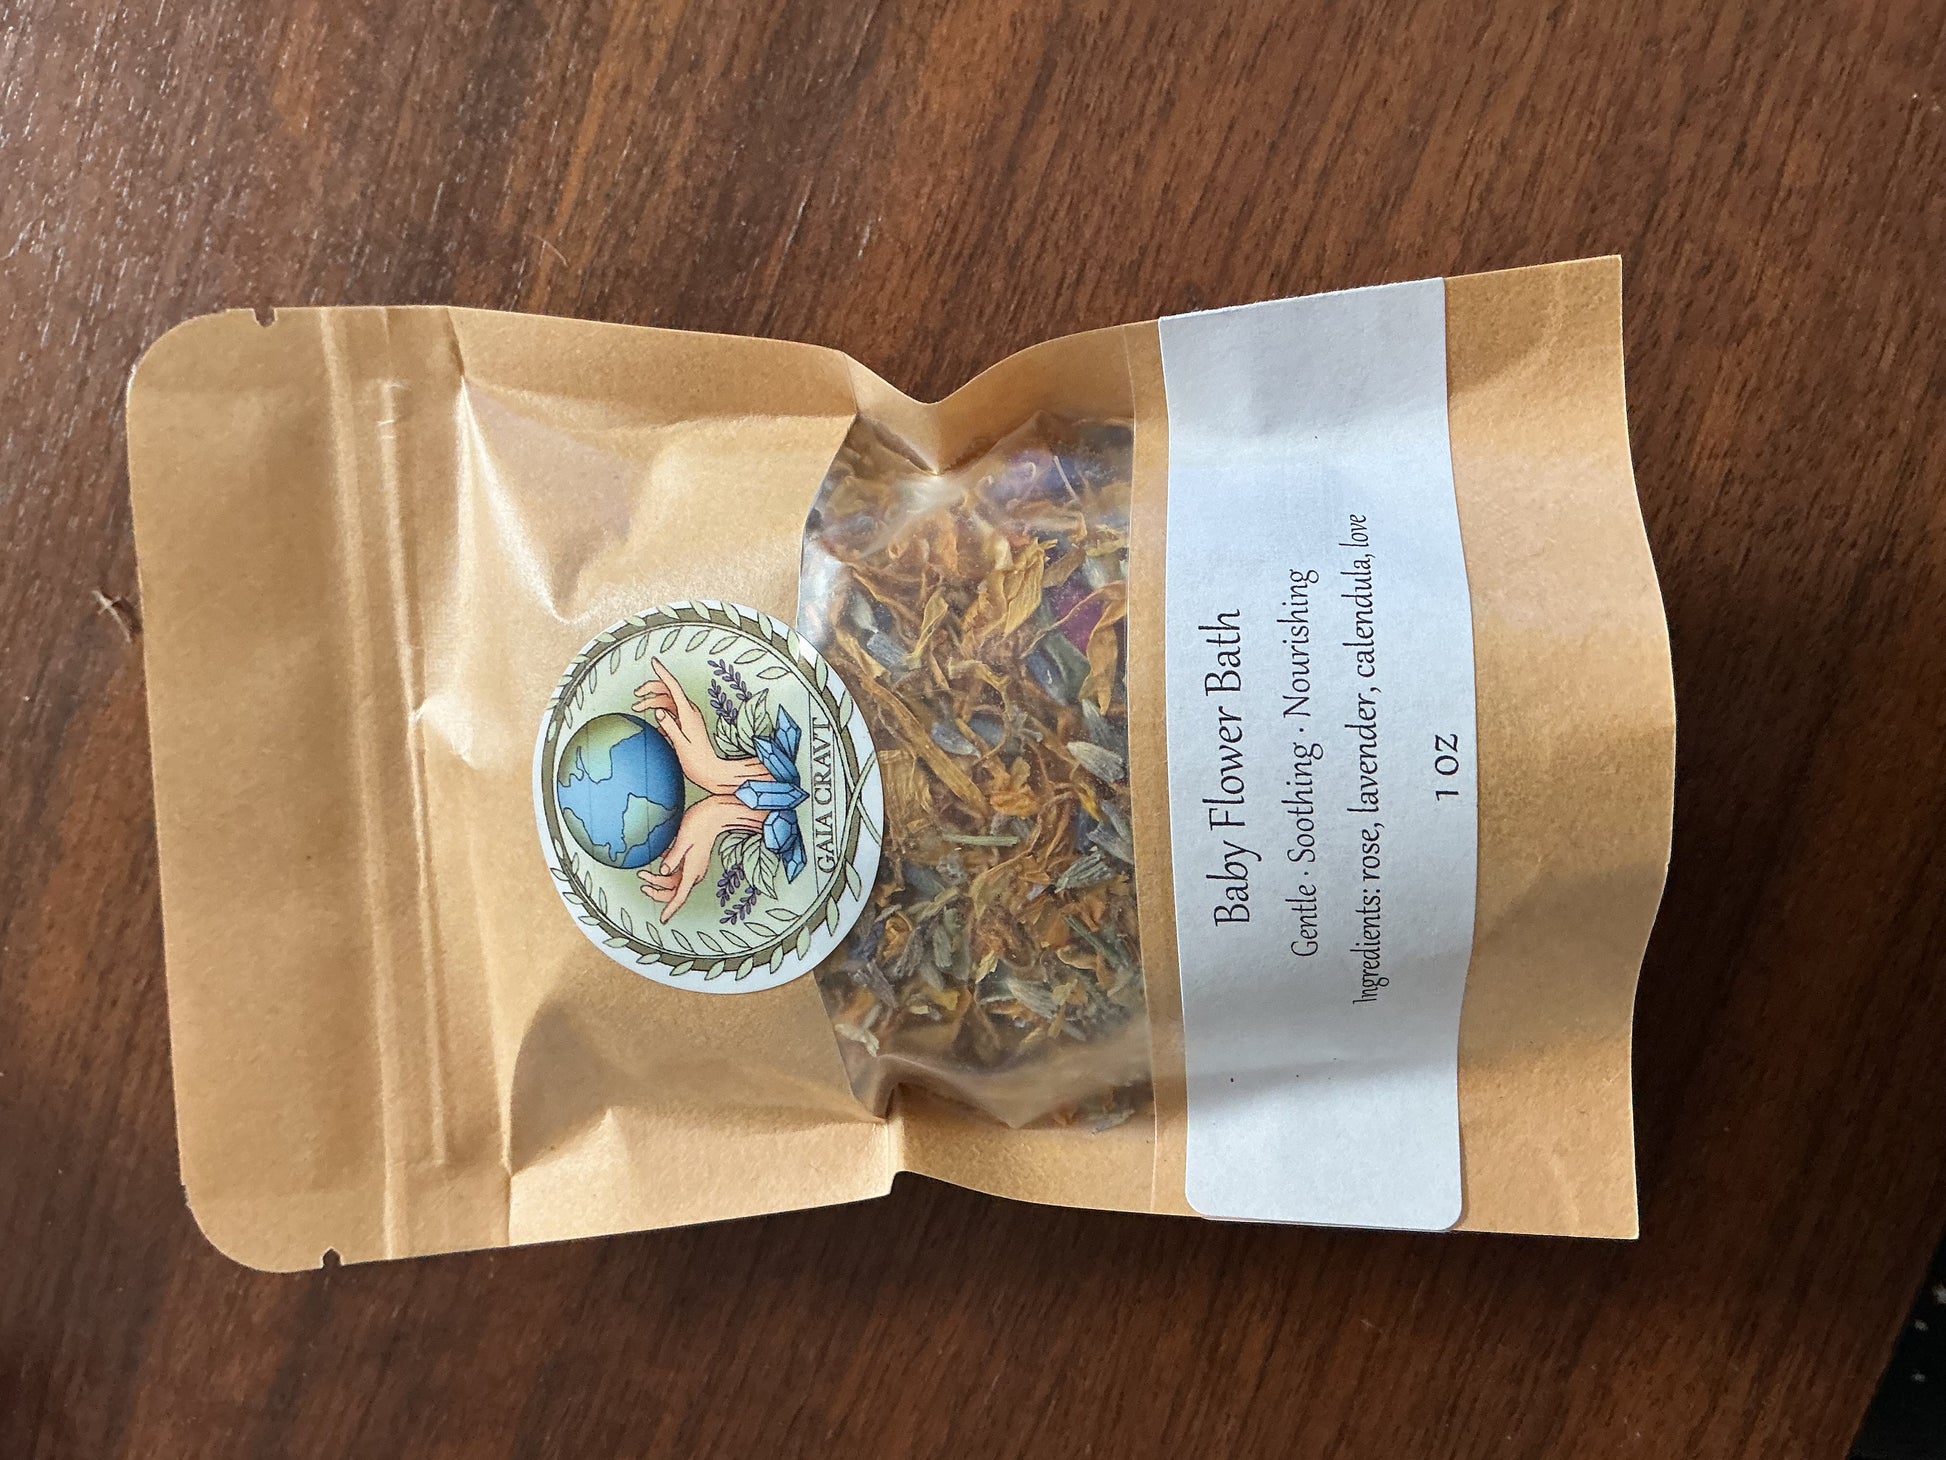 GAIA CRAVT
Baby Flower Bath
Gentle · Soothing · Nourishing
Ingredients: rose, lavender, calendula, love
1 OZ